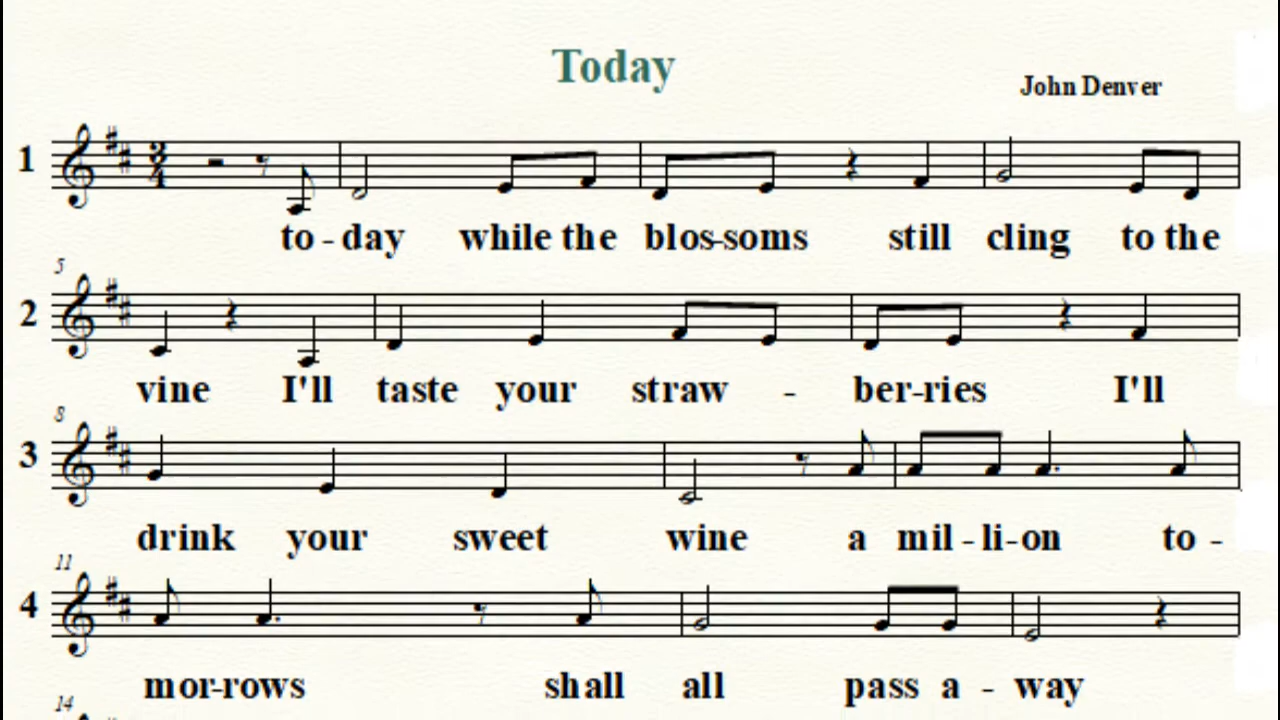 Today
John Denver
1
3
4
to - day while the blos-soms still cling to the
5
2
vine I'll taste your straw - ber-ries I'll
8
3
drink your sweet wine a mil - li-on to -
11
4
mor-rows shall all pass a - way
14